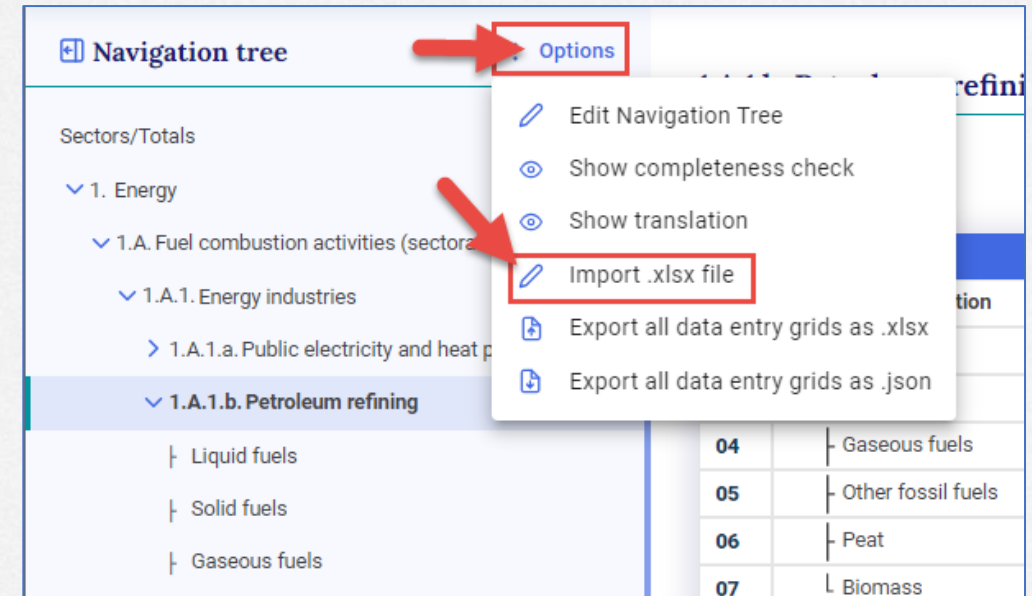 Navigation tree
Options
Edit Navigation Tree
Show completeness check
Show translation
Import .xlsx file
Export all data entry grids as .xlsx
Export all data entry grids as .json
Sectors/Totals
1. Energy
1.A. Fuel combustion activities (sectora
1.A.1. Energy industries
1.A.1.a. Public electricity and heat p
1.A.1.b. Petroleum refining
Liquid fuels
Solid fuels
Gaseous fuels
refini
tion
04 Gaseous fuels
05 Other fossil fuels
06 Peat
07 Biomass